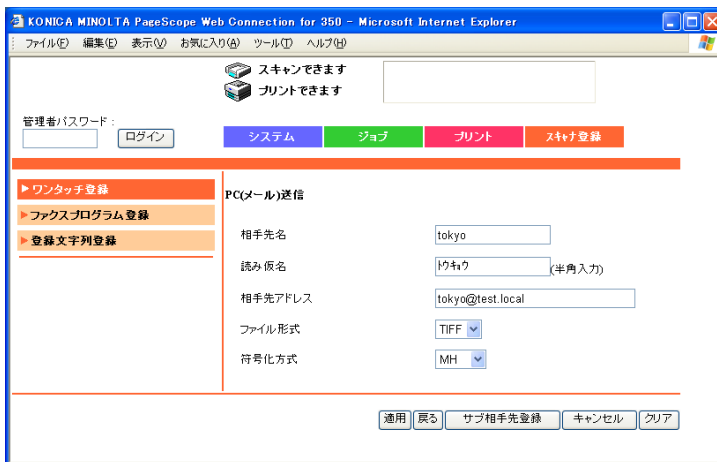 KONICA MINOLTA PageScope Web Connection for 350 - Microsoft Internet Explorer
ファイル(F) 編集(E) 表示(V) お気に入り(A) ツール(T) ヘルプ(H)
スキャンできます
プリントできます
管理者パスワード:
ログイン
システム ジョブ プリント スキャナ登録
▶ワンタッチ登録
▶ファクスプログラム登録
▶登録文字列登録
PC(メール)送信
相手先名 tokyo
読み仮名 ﾄｳｷｮｳ (半角入力)
相手先アドレス tokyo@test.local
ファイル形式 TIFF
符号化方式 MH
適用 戻る サブ相手先登録 キャンセル クリア